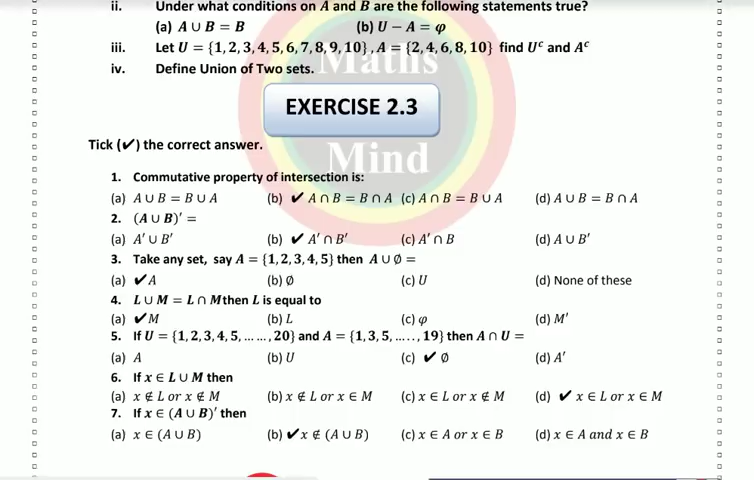 ii. Under what conditions on A and B are the following statements true?
(a) A ∪ B = B (b) U − A = φ
iii. Let U = {1, 2, 3, 4, 5, 6, 7, 8, 9, 10} , A = {2, 4, 6, 8, 10} find Uᶜ and Aᶜ
iv. Define Union of Two sets.
Maths
EXERCISE 2.3
Tick (✔) the correct answer.
Mind
1. Commutative property of intersection is:
(a) A ∪ B = B ∪ A (b) ✔ A ∩ B = B ∩ A (c) A ∩ B = B ∪ A (d) A ∪ B = B ∩ A
2. (A ∪ B)′ =
(a) A′ ∪ B′ (b) ✔ A′ ∩ B′ (c) A′ ∩ B (d) A ∪ B′
3. Take any set, say A = {1, 2, 3, 4, 5} then A ∪ ∅ =
(a) ✔A (b) ∅ (c) U (d) None of these
4. L ∪ M = L ∩ M then L is equal to
(a) ✔M (b) L (c) φ (d) M′
5. If U = {1, 2, 3, 4, 5, … … , 20} and A = {1, 3, 5, … .. , 19} then A ∩ U =
(a) A (b) U (c) ✔ ∅ (d) A′
6. If x ∈ L ∪ M then
(a) x ∉ L or x ∉ M (b) x ∉ L or x ∈ M (c) x ∈ L or x ∉ M (d) ✔ x ∈ L or x ∈ M
7. If x ∈ (A ∪ B)′ then
(a) x ∈ (A ∪ B) (b) ✔x ∉ (A ∪ B) (c) x ∈ A or x ∈ B (d) x ∈ A and x ∈ B